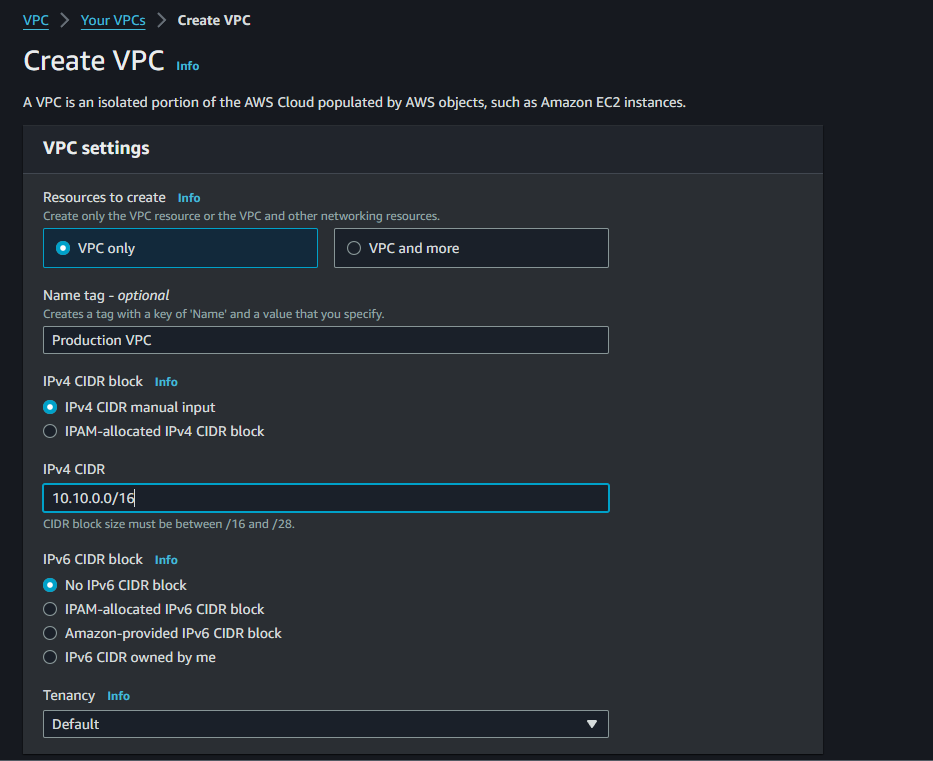 VPC > Your VPCs > Create VPC
Create VPC Info
A VPC is an isolated portion of the AWS Cloud populated by AWS objects, such as Amazon EC2 instances.
VPC settings
Resources to create Info
Create only the VPC resource or the VPC and other networking resources.
VPC only VPC and more
Name tag - optional
Creates a tag with a key of 'Name' and a value that you specify.
Production VPC
IPv4 CIDR block Info
IPv4 CIDR manual input
IPAM-allocated IPv4 CIDR block
IPv4 CIDR
10.10.0.0/16
CIDR block size must be between /16 and /28.
IPv6 CIDR block Info
No IPv6 CIDR block
IPAM-allocated IPv6 CIDR block
Amazon-provided IPv6 CIDR block
IPv6 CIDR owned by me
Tenancy Info
Default